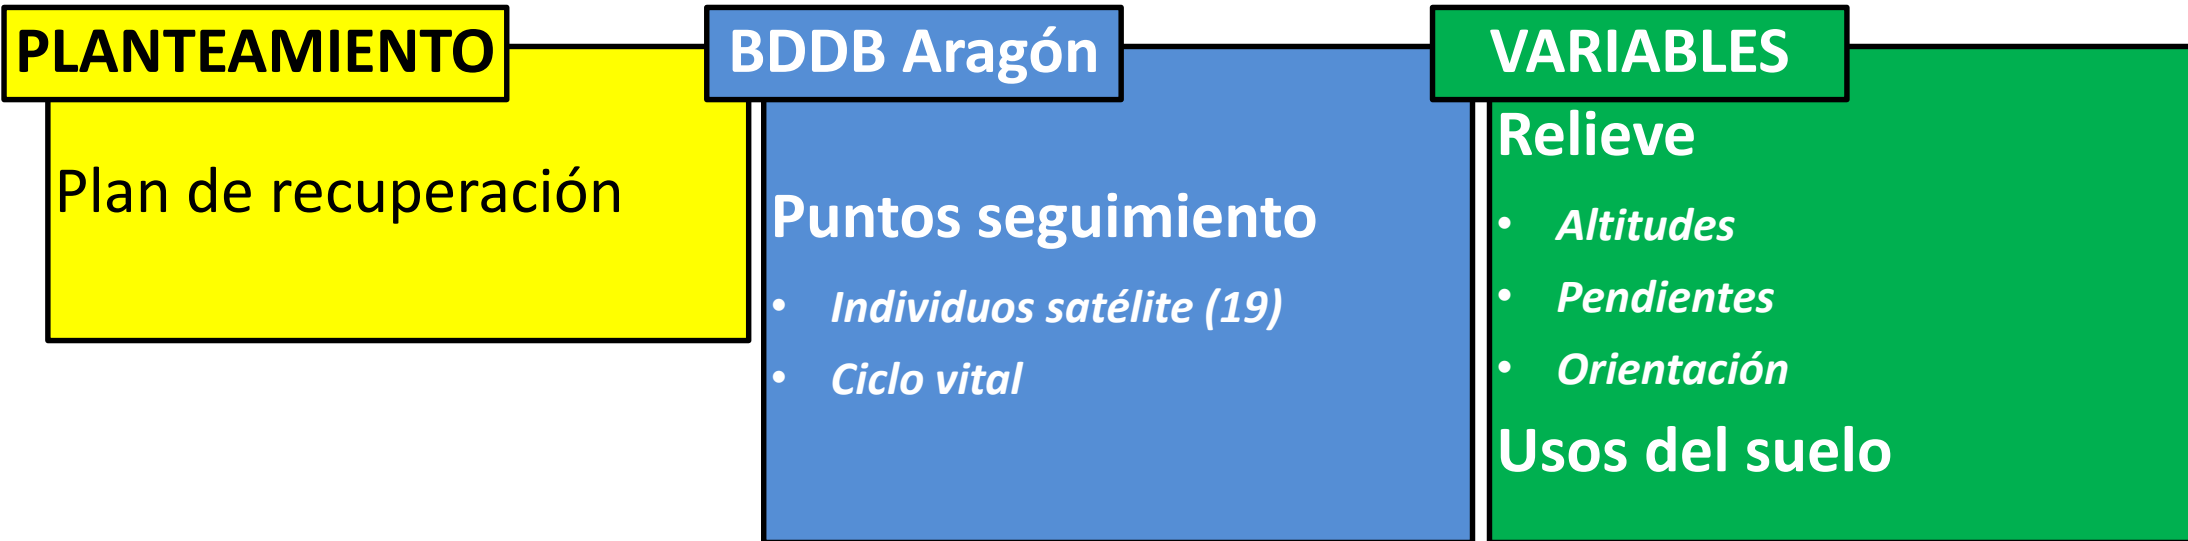 PLANTEAMIENTO
Plan de recuperación
BDDB Aragón
Puntos seguimiento
• Individuos satélite (19)
• Ciclo vital
VARIABLES
Relieve
• Altitudes
• Pendientes
• Orientación
Usos del suelo